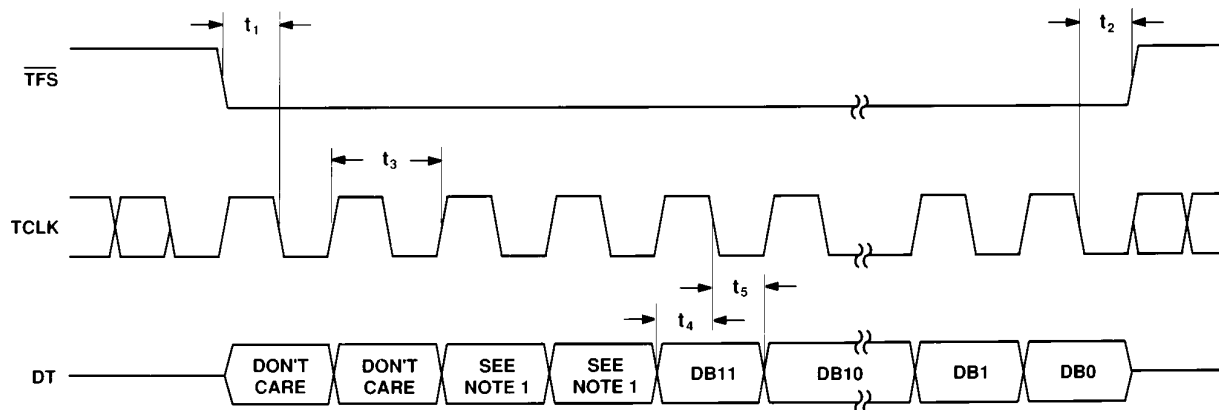 t₁
t₂
TFS
t₃
TCLK
t₅
t₄
DT
DON'T CARE
DON'T CARE
SEE NOTE 1
SEE NOTE 1
DB11
DB10
DB1
DB0